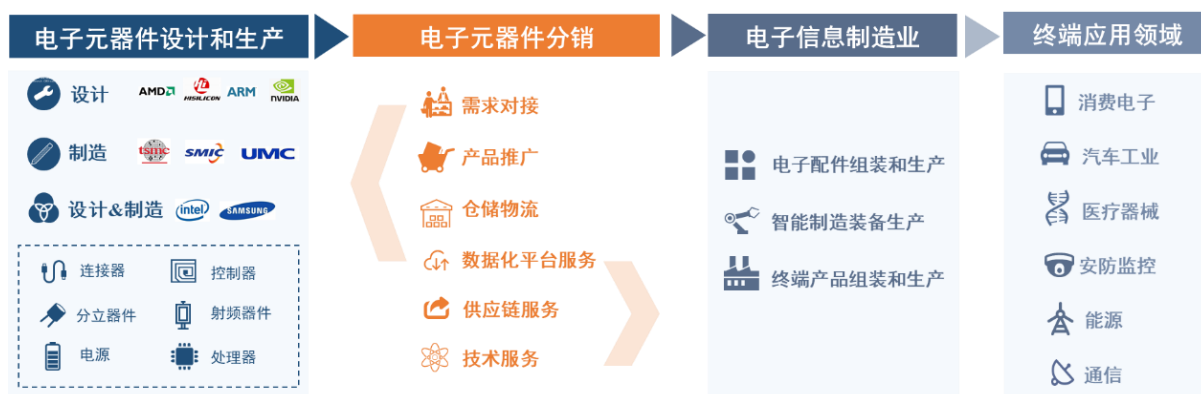 电子元器件设计和生产
设计
AMD
HISILICON
ARM
NVIDIA
制造
tsmc
SMIC
UMC
设计&制造
intel
SAMSUNG
连接器
控制器
分立器件
射频器件
电源
处理器
电子元器件分销
需求对接
产品推广
仓储物流
数据化平台服务
供应链服务
技术服务
电子信息制造业
电子配件组装和生产
智能制造装备生产
终端产品组装和生产
终端应用领域
消费电子
汽车工业
医疗器械
安防监控
能源
通信